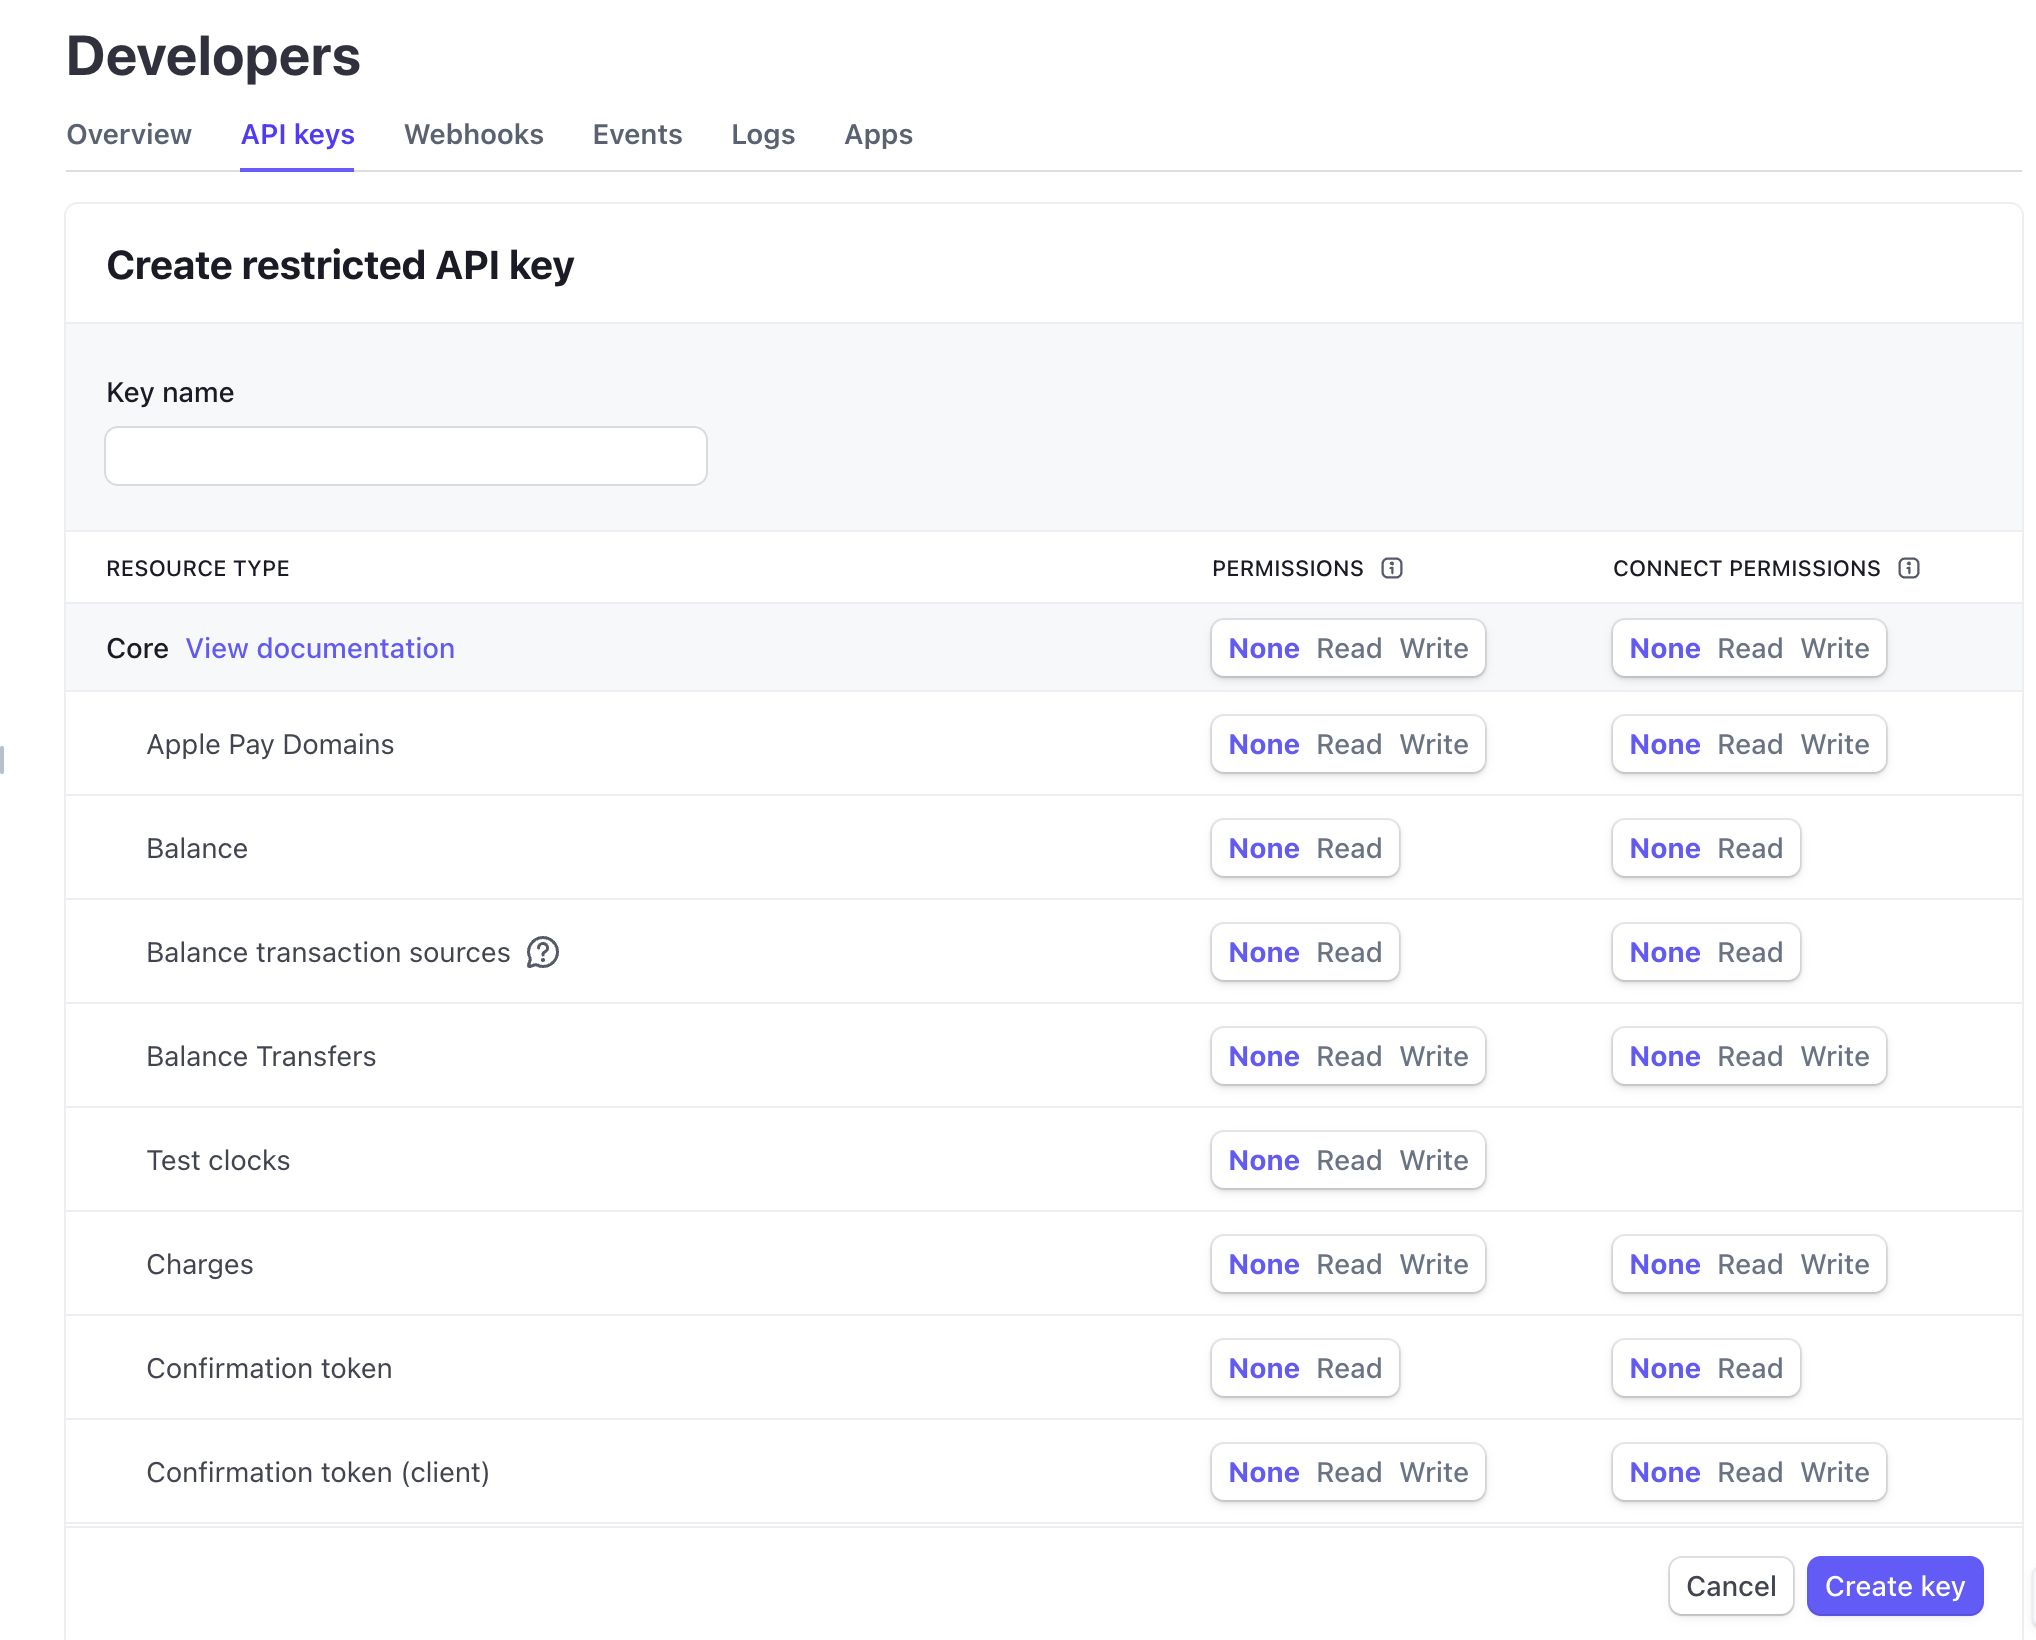 Developers
Overview API keys Webhooks Events Logs Apps
Create restricted API key
Key name
RESOURCE TYPE PERMISSIONS CONNECT PERMISSIONS
Core View documentation None Read Write None Read Write
Apple Pay Domains None Read Write None Read Write
Balance None Read None Read
Balance transaction sources None Read None Read
Balance Transfers None Read Write None Read Write
Test clocks None Read Write
Charges None Read Write None Read Write
Confirmation token None Read None Read
Confirmation token (client) None Read Write None Read Write
Cancel Create key